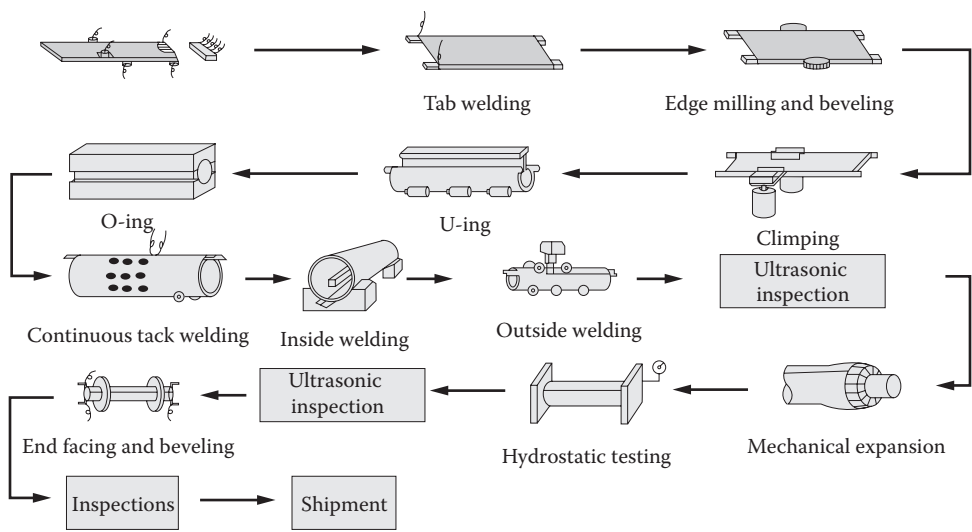 Tab welding
Edge milling and beveling
O-ing
U-ing
Climping
Continuous tack welding
Inside welding
Outside welding
Ultrasonic
inspection
End facing and beveling
Ultrasonic
inspection
Hydrostatic testing
Mechanical expansion
Inspections
Shipment